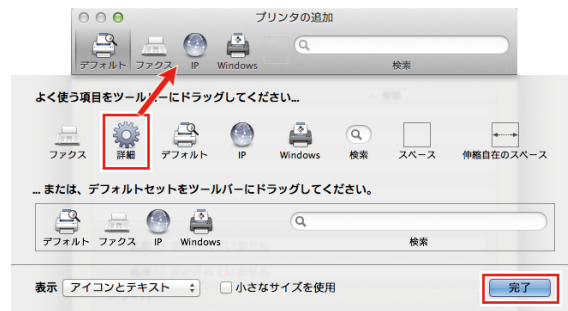 プリンタの追加
デフォルト ファクス IP Windows 検索
よく使う項目をツールバーにドラッグしてください...
ファクス 詳細 デフォルト IP Windows 検索 スペース 伸縮自在のスペース
... または、デフォルトセットをツールバーにドラッグしてください。
デフォルト ファクス IP Windows 検索
表示 アイコンとテキスト 小さなサイズを使用 完了